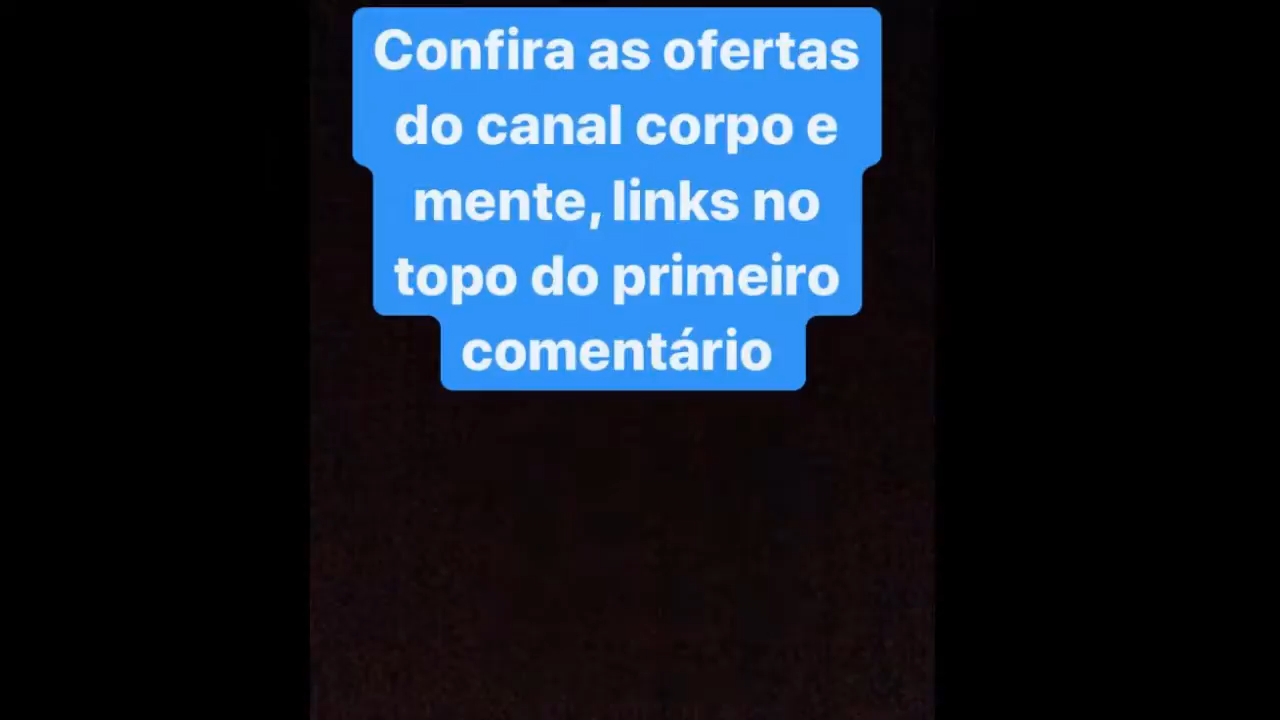 Confira as ofertas
do canal corpo e
mente, links no
topo do primeiro
comentário